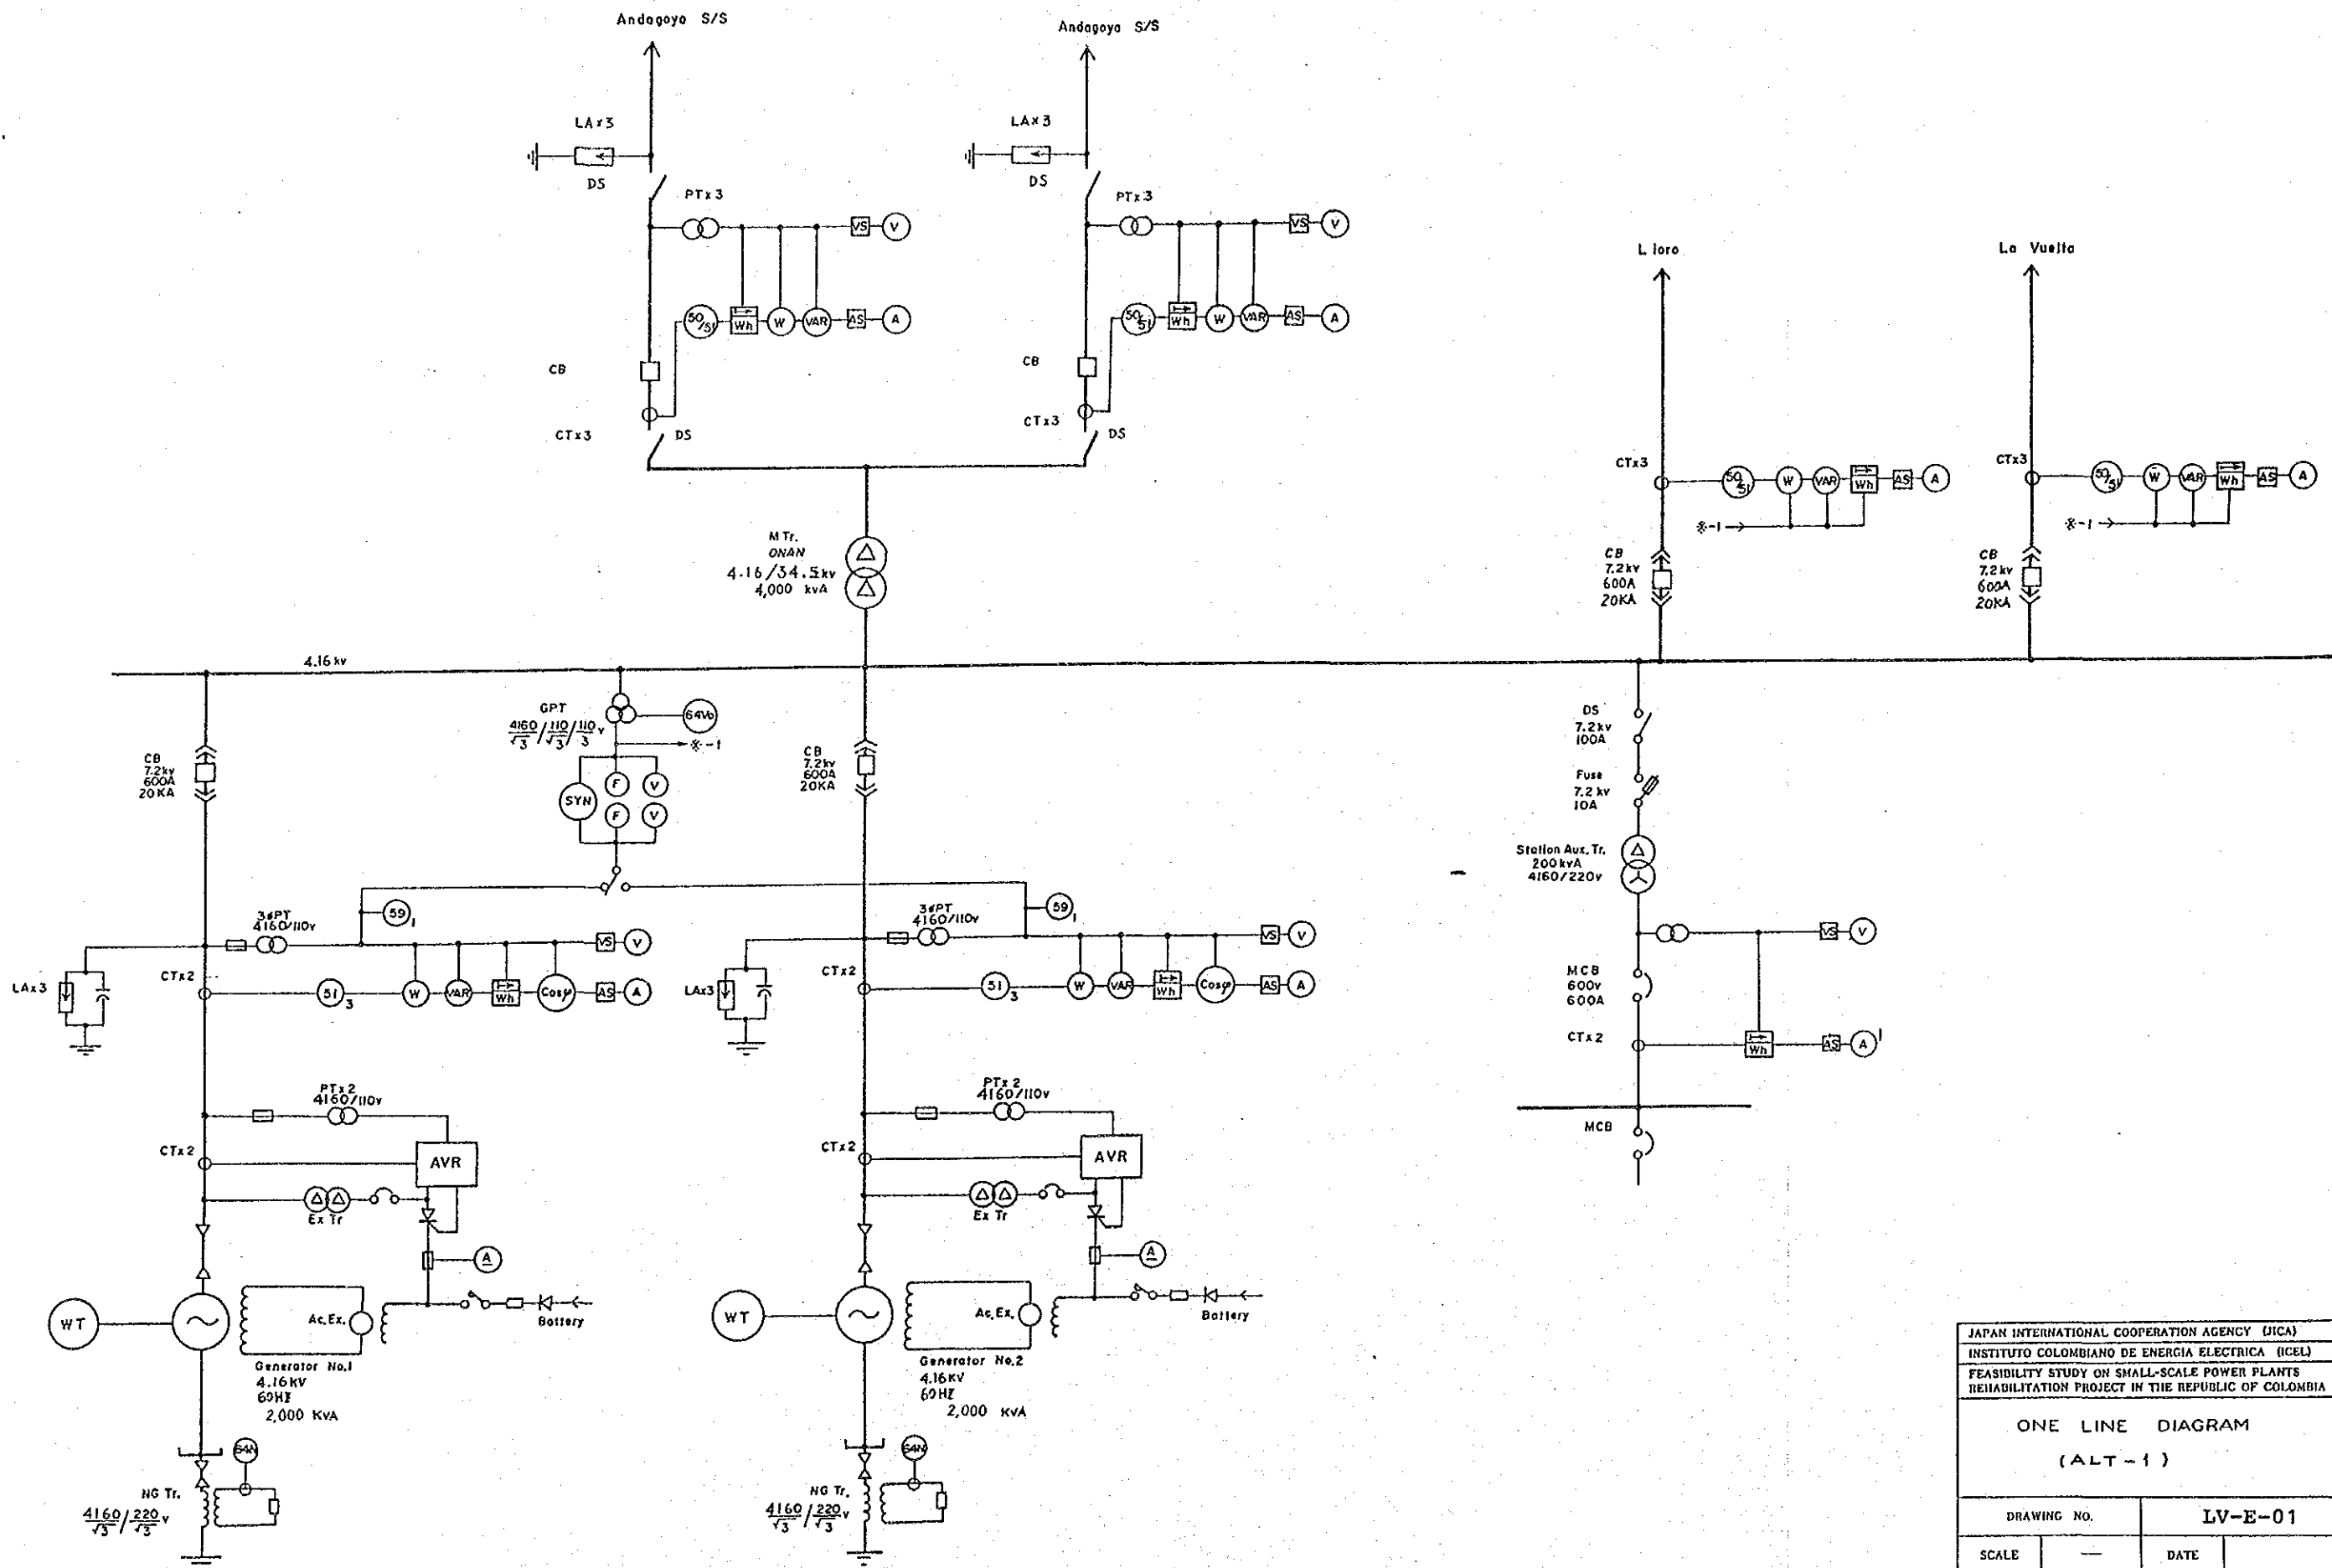 Andagoya S/S
Andagoya S/S
LAx3
DS
PTx3
VS
V
50/51
Wh
W
VAR
AS
A
CB
CTx3
DS
LAx3
DS
PTx3
VS
V
50/51
Wh
W
VAR
AS
A
CB
CTx3
DS
L loro
La Vuelta
CTx3
50/51
W
VAR
Wh
AS
A
※-1
CB
7.2kv
600A
20KA
CTx3
50/51
W
VAR
Wh
AS
A
※-1
CB
7.2kv
600A
20KA
M Tr.
ONAN
4.16/34.5kv
4,000 kvA
4.16kv
CB
7.2kv
600A
20KA
GPT
4160/√3 / 110/√3 / 110/3 v
64Vo
※-1
SYN
F
V
F
V
CB
7.2kv
600A
20KA
DS
7.2kv
100A
Fuse
7.2kv
10A
Station Aux. Tr.
200kvA
4160/220v
VS
V
MCB
600v
600A
CTx2
Wh
AS
A
MCB
3øPT
4160/110v
59 1
VS
V
CTx2
LAx3
51 3
W
VAR
Wh
Cosφ
AS
A
3øPT
4160/110v
59 1
VS
V
CTx2
LAx3
51 3
W
VAR
Wh
Cosφ
AS
A
PTx2
4160/110v
CTx2
AVR
Ex Tr
A
WT
Ac. Ex.
Battery
Generator No.1
4.16KV
60HZ
2,000 KVA
64N
NG Tr.
4160/√3 / 220/√3 v
PTx2
4160/110v
CTx2
AVR
Ex Tr
A
WT
Ac. Ex.
Battery
Generator No.2
4.16KV
60HZ
2,000 KVA
64N
NG Tr.
4160/√3 / 220/√3 v
JAPAN INTERNATIONAL COOPERATION AGENCY (JICA)
INSTITUTO COLOMBIANO DE ENERGIA ELECTRICA (ICEL)
FEASIBILITY STUDY ON SMALL-SCALE POWER PLANTS
REHABILITATION PROJECT IN THE REPUBLIC OF COLOMBIA
ONE LINE DIAGRAM
(ALT-1)
DRAWING NO.
LV-E-01
SCALE
—
DATE